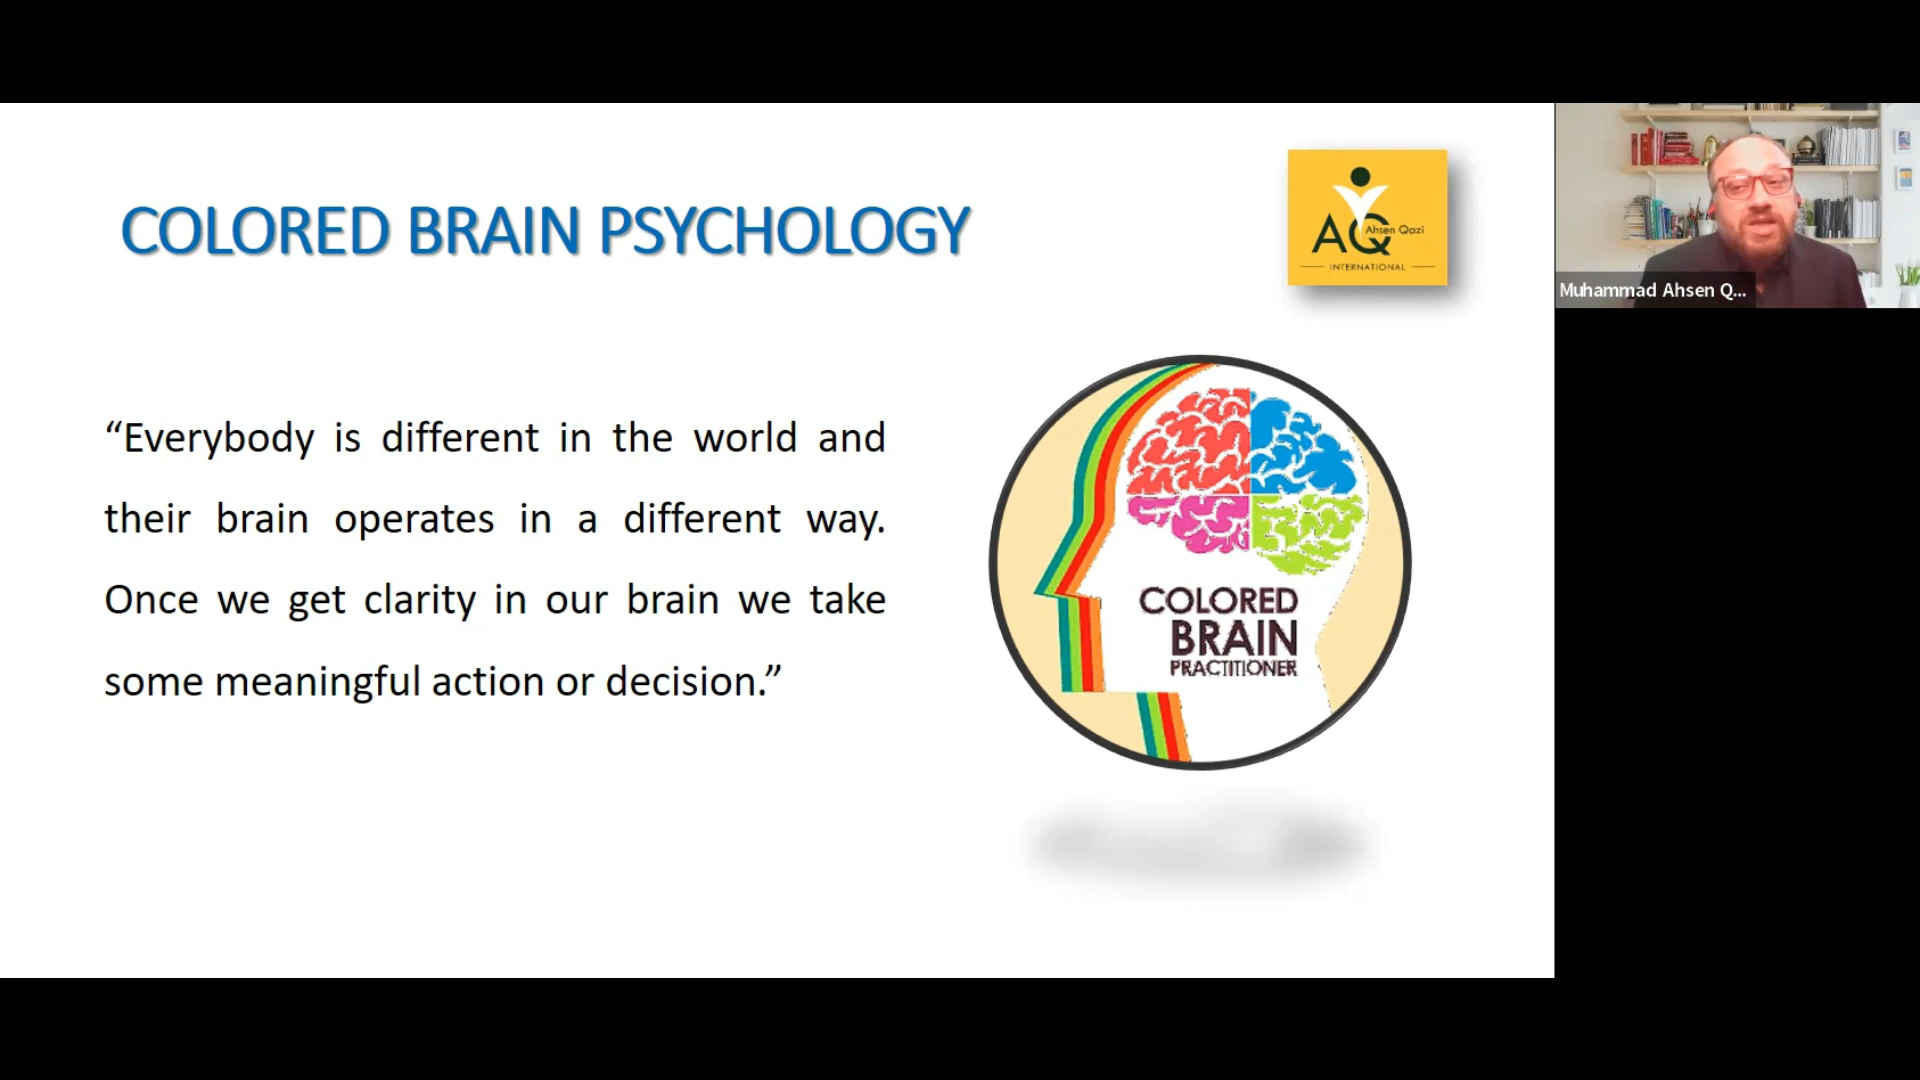 COLORED BRAIN PSYCHOLOGY
AQ
Ahsen Qazi
INTERNATIONAL
Muhammad Ahsen Q...
“Everybody is different in the world and
their brain operates in a different way.
Once we get clarity in our brain we take
some meaningful action or decision.”
COLORED
BRAIN
PRACTITIONER